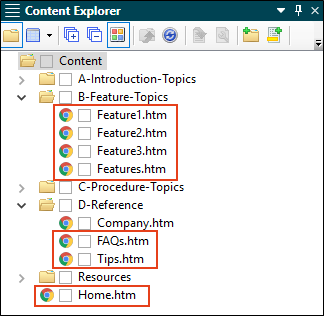 Content Explorer
Content
A-Introduction-Topics
B-Feature-Topics
Feature1.htm
Feature2.htm
Feature3.htm
Features.htm
C-Procedure-Topics
D-Reference
Company.htm
FAQs.htm
Tips.htm
Resources
Home.htm